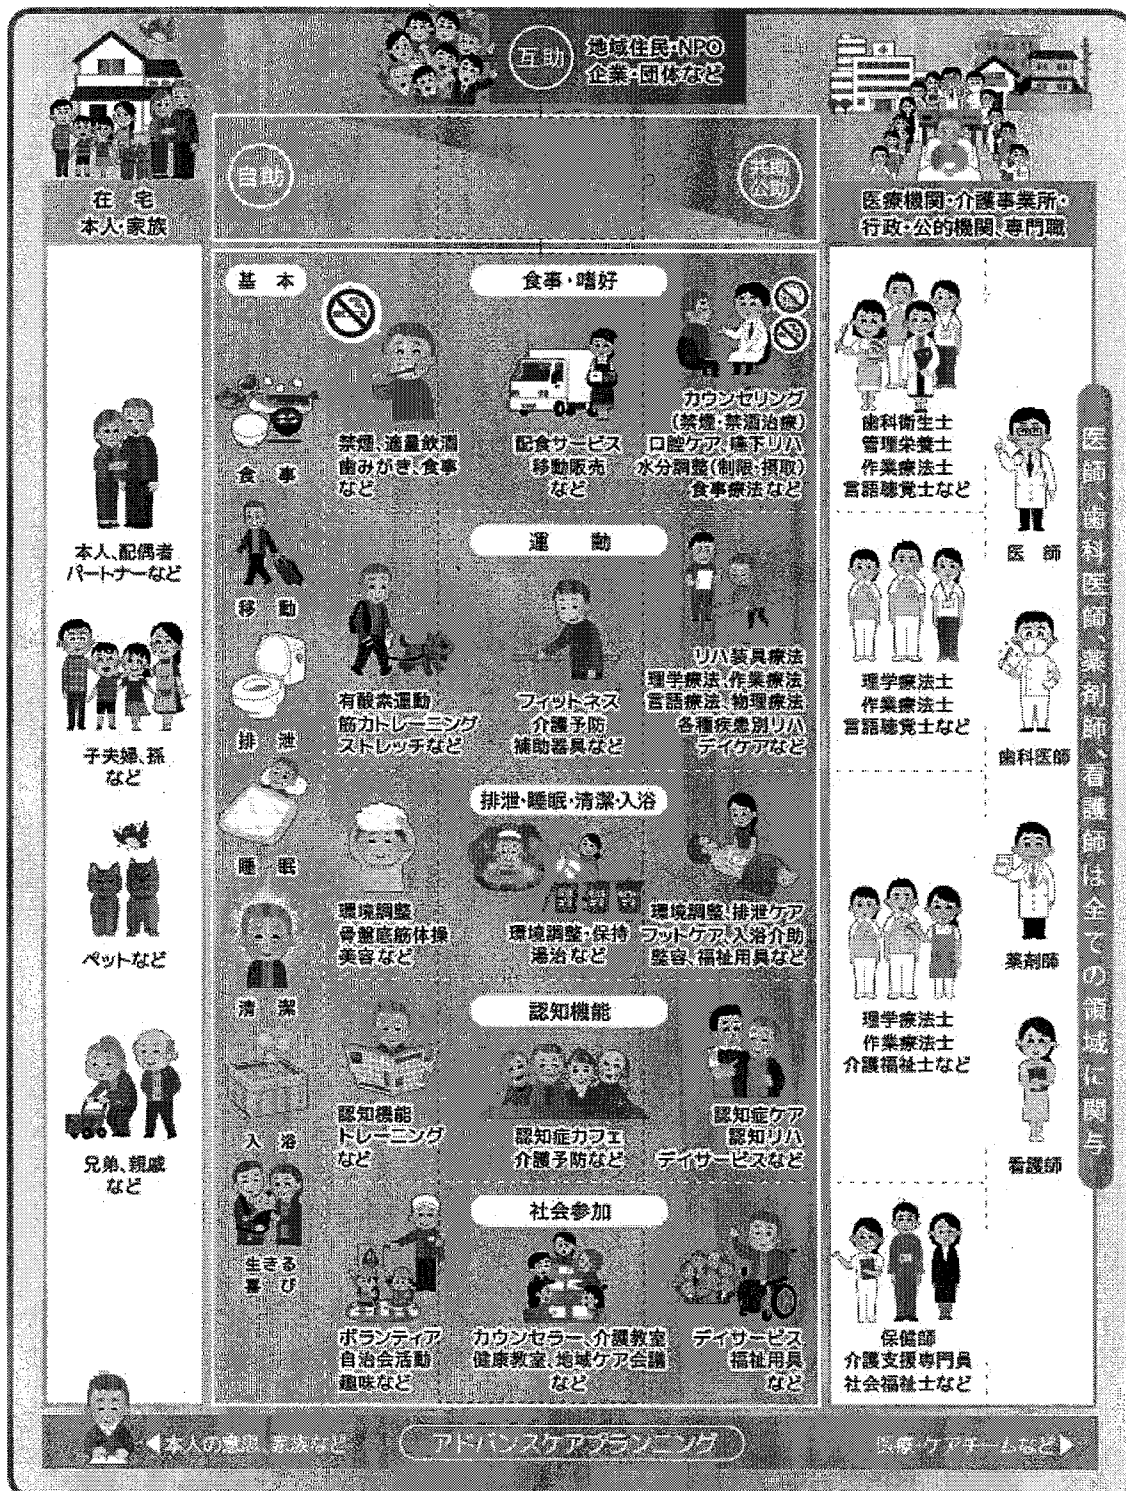 互助
地域住民・NPO
企業・団体など
自助
共助
公助
在 宅
本人・家族
医療機関・介護事業所・
行政・公的機関、専門職
基 本
食 事
移 動
排 泄
睡 眠
清 潔
入 浴
生きる
喜 び
食事・嗜好
禁煙、適量飲酒
歯みがき、食事
など
配食サービス
移動販売
など
カウンセリング
(禁煙・禁酒治療)
口腔ケア、嚥下リハ
水分調整(制限・摂取)
食事療法など
運 動
有酸素運動
筋力トレーニング
ストレッチなど
フィットネス
介護予防
補助器具など
リハ装具療法
理学療法、作業療法
言語療法、物理療法
各種疾患別リハ
デイケアなど
排泄・睡眠・清潔・入浴
環境調整
骨盤底筋体操
美容など
環境調整・保持
湯治など
環境調整、排泄ケア
フットケア、入浴介助
整容、福祉用具など
認知機能
認知機能
トレーニング
など
認知症カフェ
介護予防など
認知症ケア
認知リハ
デイサービスなど
社会参加
ボランティア
自治会活動
趣味など
カウンセラー、介護教室
健康教室、地域ケア会議
など
デイサービス
福祉用具
など
本人、配偶者
パートナーなど
子夫婦、孫
など
ペットなど
兄弟、親戚
など
歯科衛生士
管理栄養士
作業療法士
言語聴覚士など
理学療法士
作業療法士
言語聴覚士など
理学療法士
作業療法士
介護福祉士など
保健師
介護支援専門員
社会福祉士など
医 師
歯科医師
薬剤師
看護師
医師、歯科医師、薬剤師、看護師は全ての領域に関与
◀本人の意思、家族など
アドバンスケアプランニング
医療・ケアチームなど▶